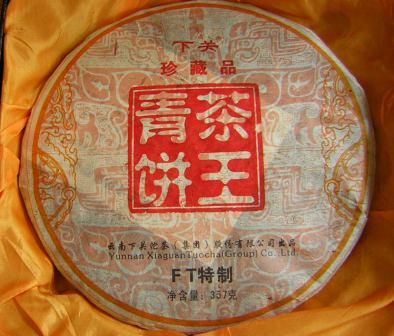 下关
珍藏品
青茶
饼王
云南下关沱茶（集团）股份有限公司出品
Yunnan XiaguanTuocha(Group) Co., Ltd.
FT特制
净含量：357克